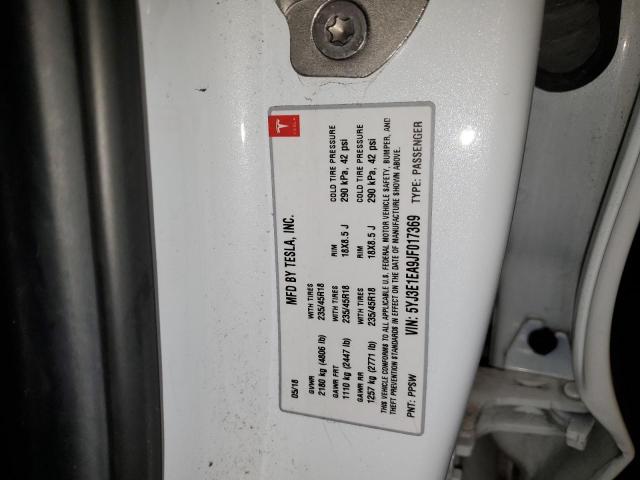 TESLA
05/18
MFD BY TESLA, INC.
GVWR WITH TIRES RIM COLD TIRE PRESSURE
2180 kg (4806 lb) 235/45R18 18X8.5 J 290 kPa, 42 psi
GAWR FRT WITH TIRES RIM COLD TIRE PRESSURE
1110 kg (2447 lb) 235/45R18 18X8.5 J 290 kPa, 42 psi
GAWR RR WITH TIRES
1257 kg (2771 lb) 235/45R18
THIS VEHICLE CONFORMS TO ALL APPLICABLE U.S. FEDERAL MOTOR VEHICLE SAFETY, BUMPER, AND
THEFT PREVENTION STANDARDS IN EFFECT ON THE DATE OF MANUFACTURE SHOWN ABOVE.
PNT: PPSW VIN: 5YJ3E1EA9JF017369 TYPE: PASSENGER